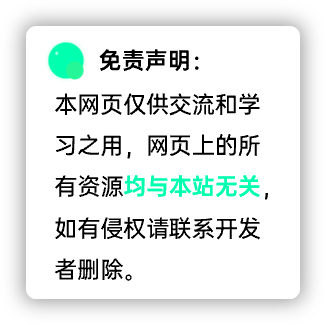 免责声明：
本网页仅供交流和学
习之用，网页上的所
有资源均与本站无关，
如有侵权请联系开发
者删除。